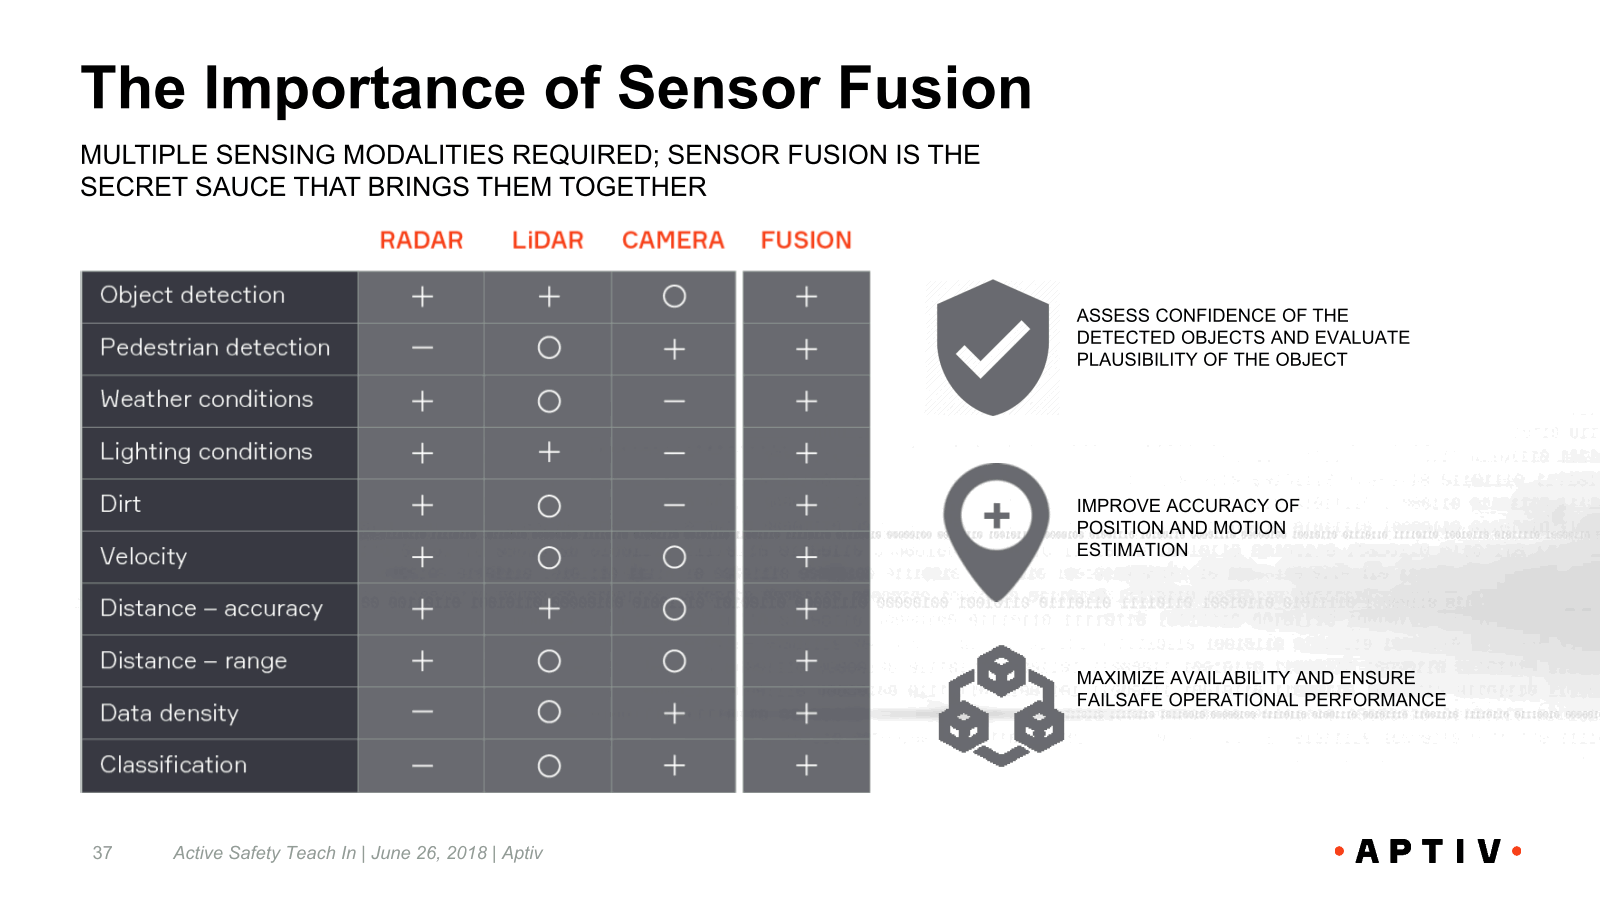 The Importance of Sensor Fusion
MULTIPLE SENSING MODALITIES REQUIRED; SENSOR FUSION IS THE
SECRET SAUCE THAT BRINGS THEM TOGETHER
RADAR LiDAR CAMERA FUSION
Object detection + + ○ +
Pedestrian detection − ○ + +
Weather conditions + ○ − +
Lighting conditions + + − +
Dirt + ○ − +
Velocity + ○ ○ +
Distance – accuracy + + ○ +
Distance – range + ○ ○ +
Data density − ○ + +
Classification − ○ + +
ASSESS CONFIDENCE OF THE
DETECTED OBJECTS AND EVALUATE
PLAUSIBILITY OF THE OBJECT
IMPROVE ACCURACY OF
POSITION AND MOTION
ESTIMATION
MAXIMIZE AVAILABILITY AND ENSURE
FAILSAFE OPERATIONAL PERFORMANCE
37 Active Safety Teach In | June 26, 2018 | Aptiv
• APTIV •